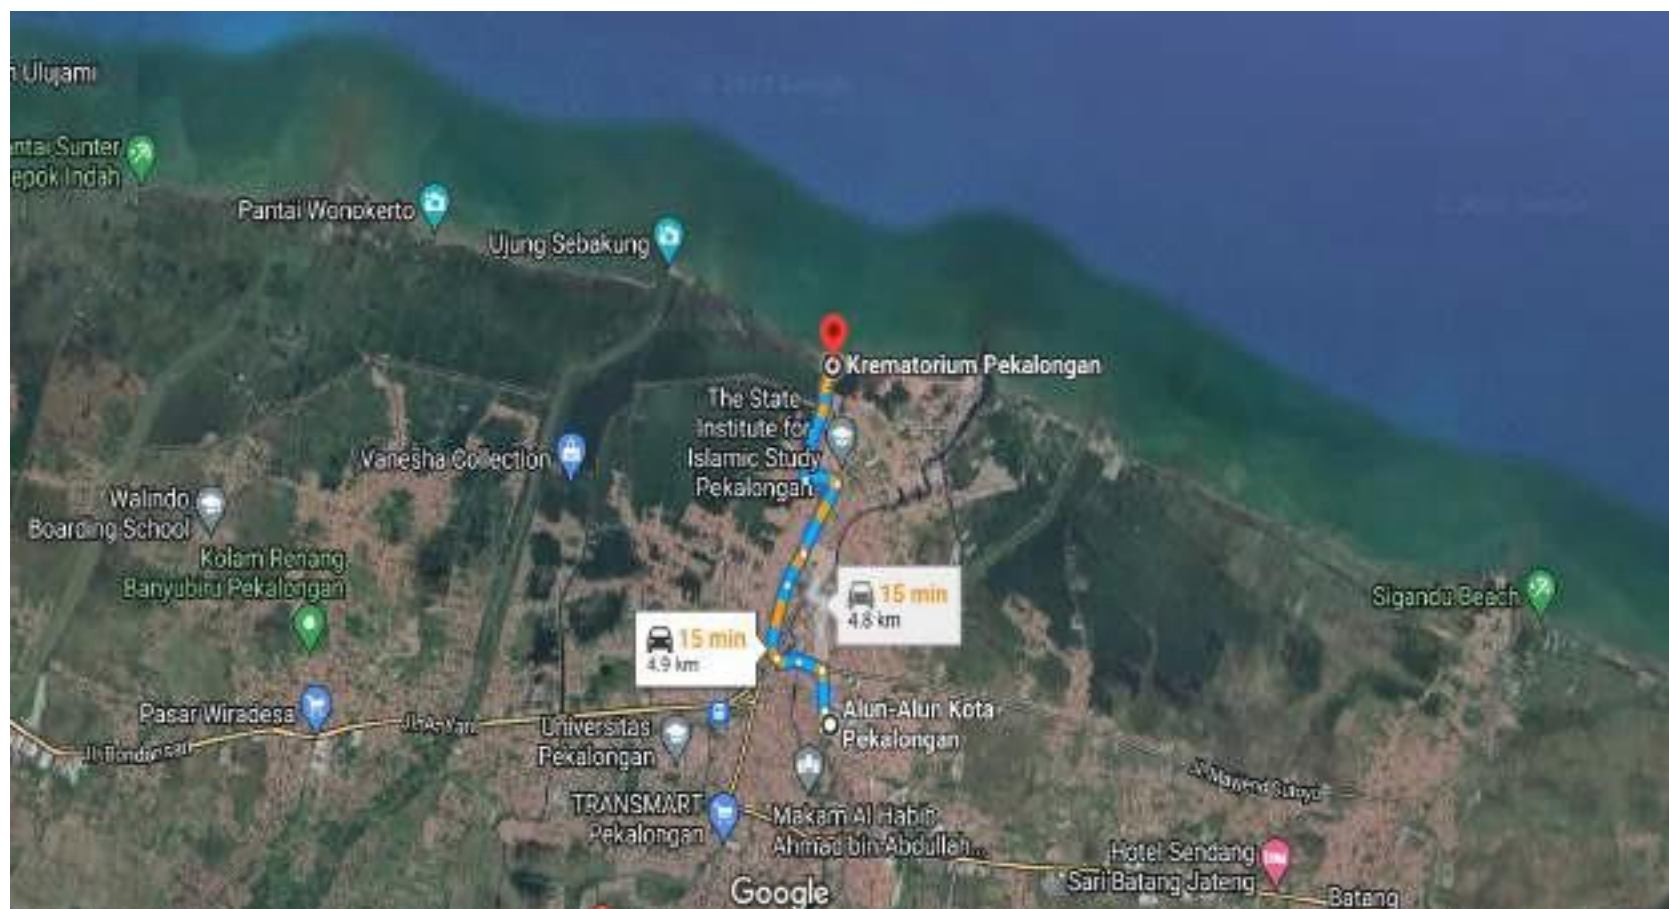 Ulujami
ntai Sunter
epok Indah
Pantai Wonokerto
Ujung Sebakung
Krematorium Pekalongan
The State
Institute for
Islamic Study
Pekalongan
Vanesha Collection
Walindo
Boarding School
Kolam Renang
Banyubiru Pekalongan
15 min
4.8 km
Sigandu Beach
15 min
4.9 km
Pasar Wiradesa
Jl. A. Yani
Universitas
Pekalongan
Alun-Alun Kota
Pekalongan
TRANSMART
Pekalongan
Makam Al Habib
Ahmad bin Abdullah...
Hotel Sendang
Sari Batang Jateng
Batang
Google